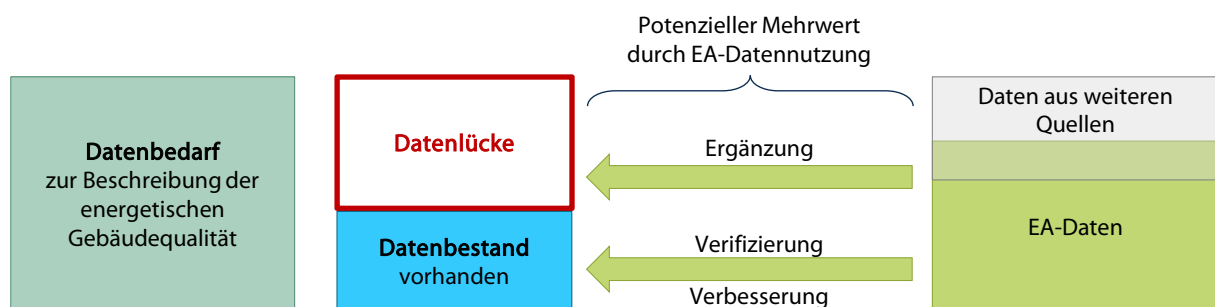 Potenzieller Mehrwert
durch EA-Datennutzung
Datenbedarf
zur Beschreibung der
energetischen
Gebäudequalität
Datenlücke
Datenbestand
vorhanden
Ergänzung
Verifizierung
Verbesserung
Daten aus weiteren
Quellen
EA-Daten